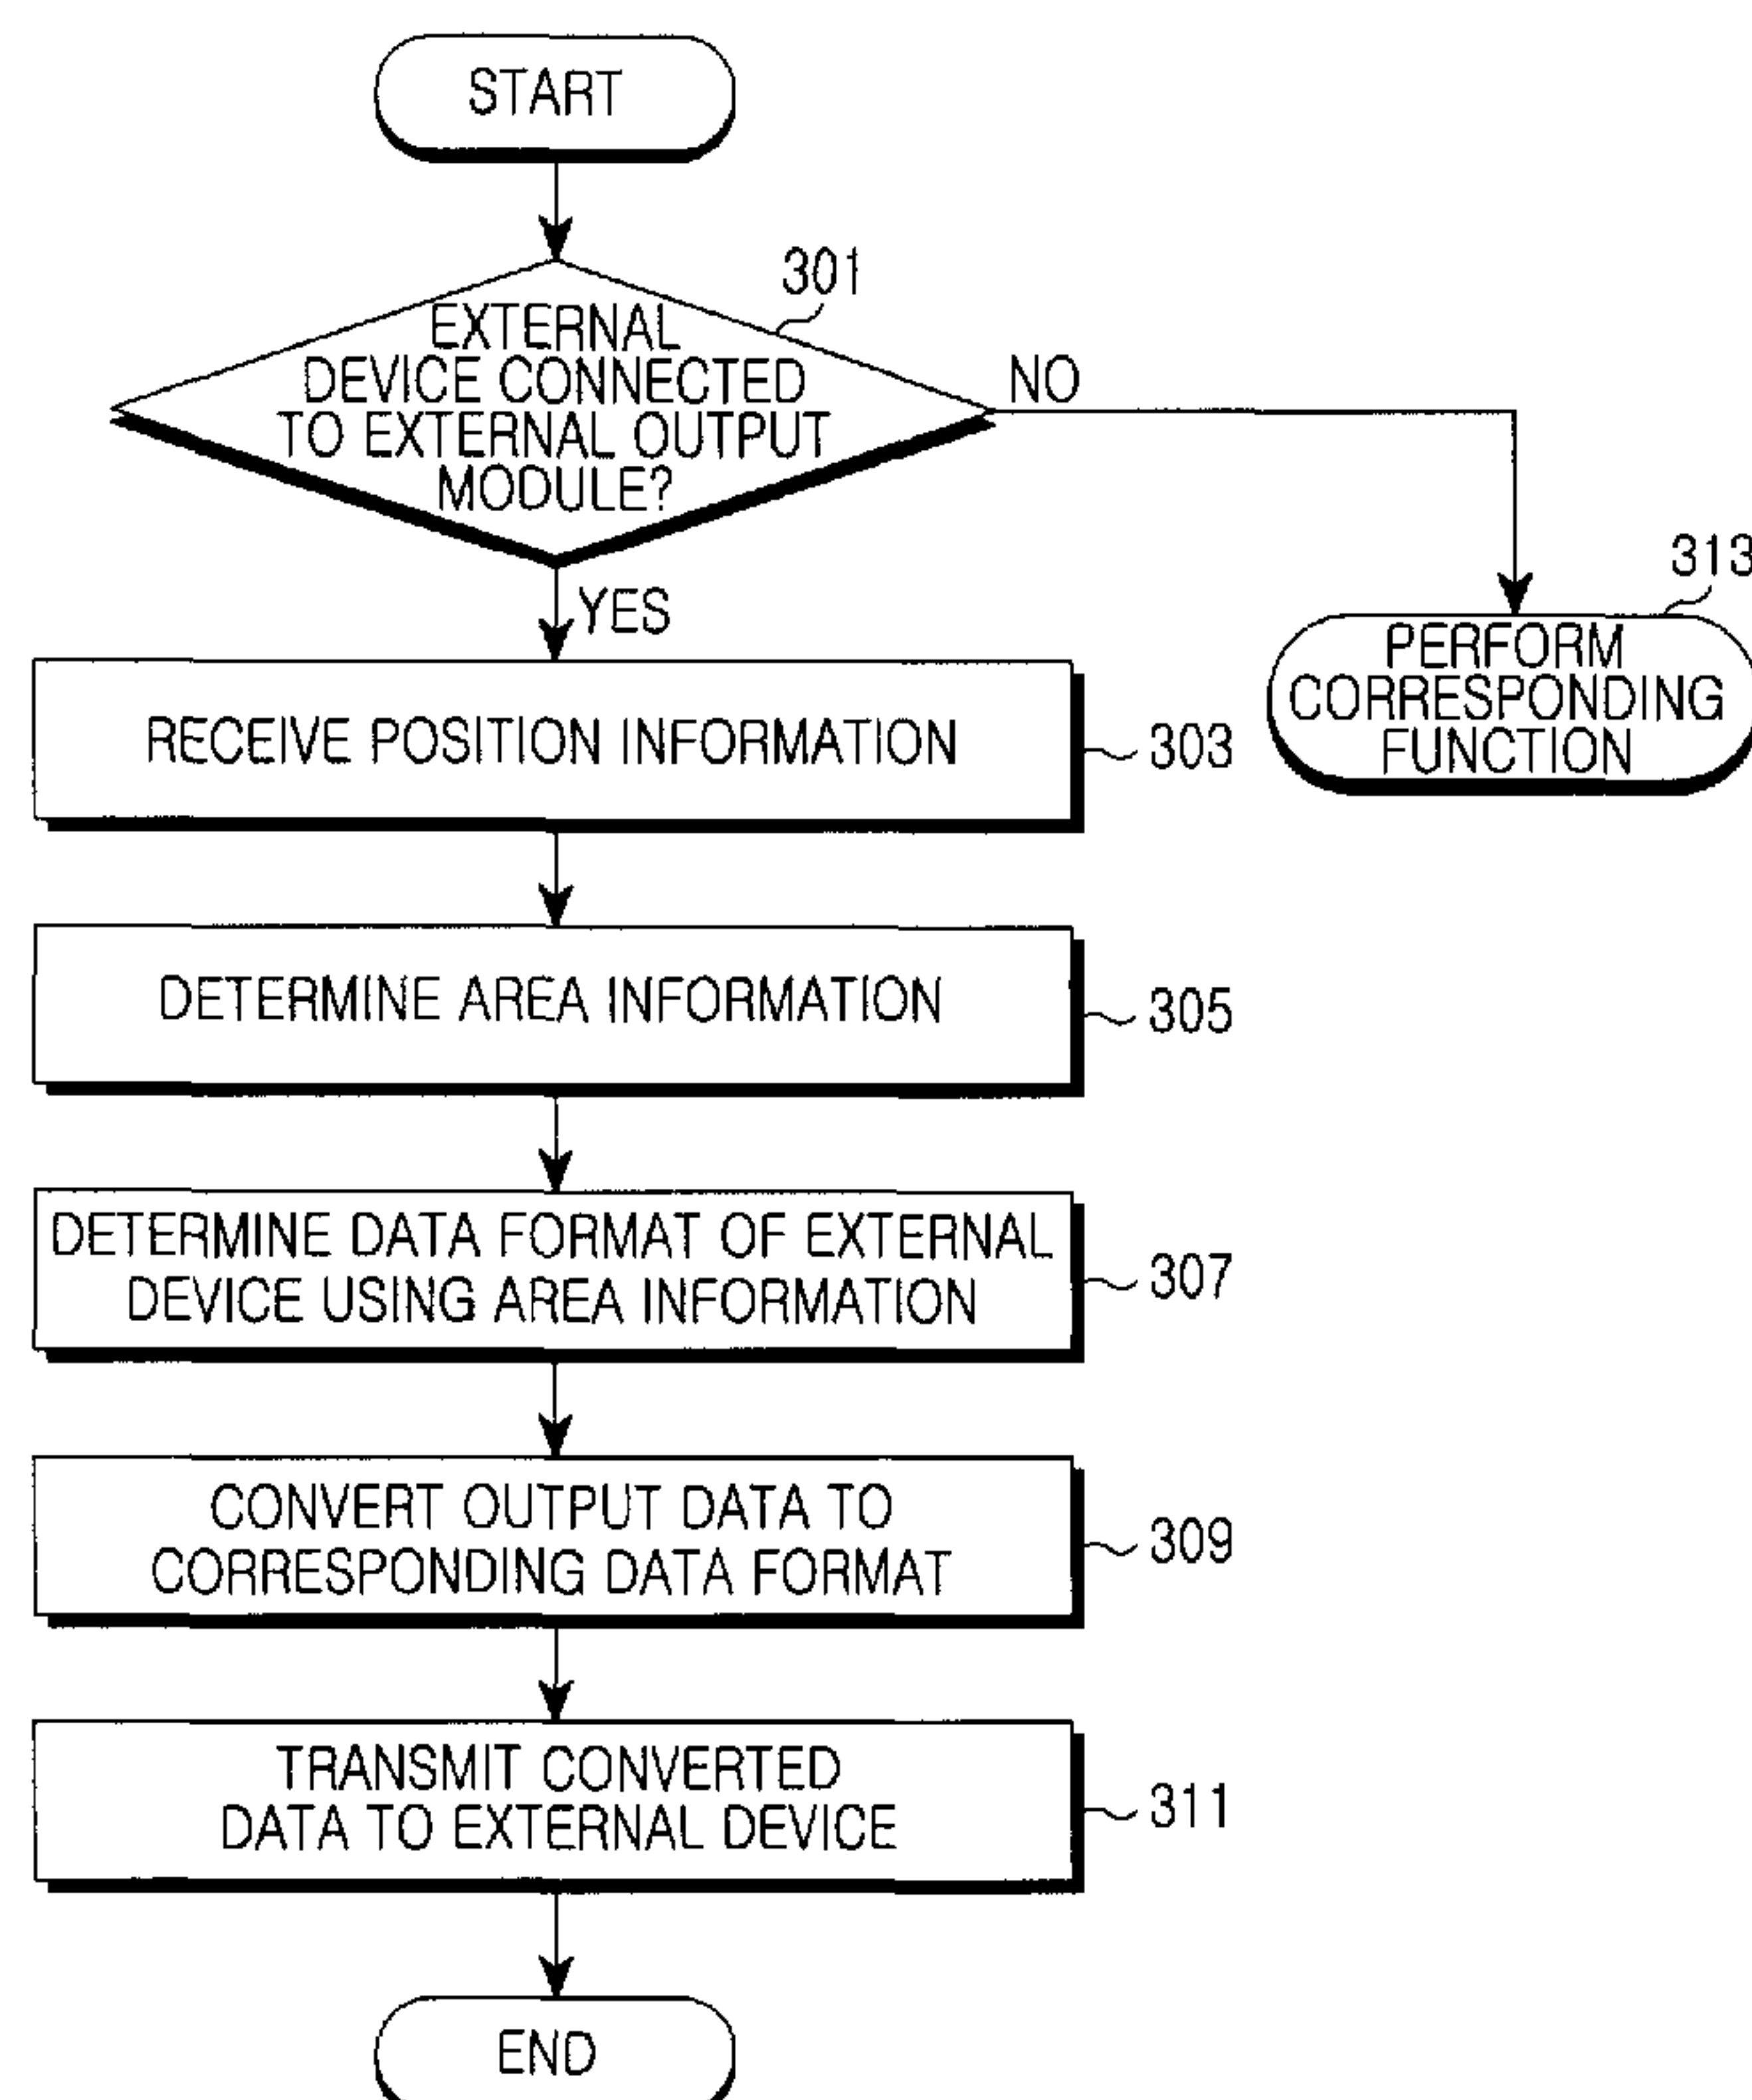 START
301
EXTERNAL
DEVICE CONNECTED
TO EXTERNAL OUTPUT
MODULE?
NO
YES
313
PERFORM
CORRESPONDING
FUNCTION
RECEIVE POSITION INFORMATION
303
DETERMINE AREA INFORMATION
305
DETERMINE DATA FORMAT OF EXTERNAL
DEVICE USING AREA INFORMATION
307
CONVERT OUTPUT DATA TO
CORRESPONDING DATA FORMAT
309
TRANSMIT CONVERTED
DATA TO EXTERNAL DEVICE
311
END